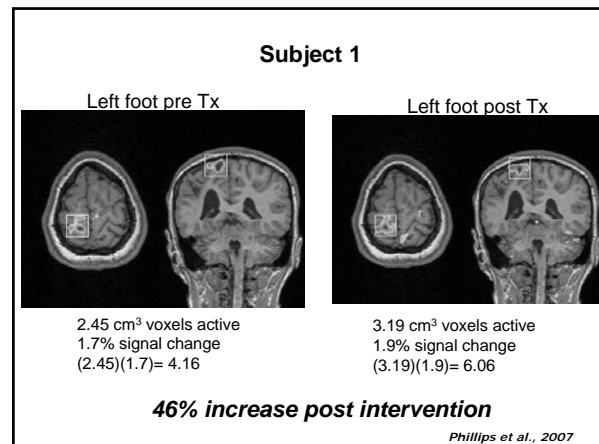 Subject 1
Left foot pre Tx
Left foot post Tx
2.45 cm³ voxels active
1.7% signal change
(2.45)(1.7)= 4.16
3.19 cm³ voxels active
1.9% signal change
(3.19)(1.9)= 6.06
46% increase post intervention
Phillips et al., 2007